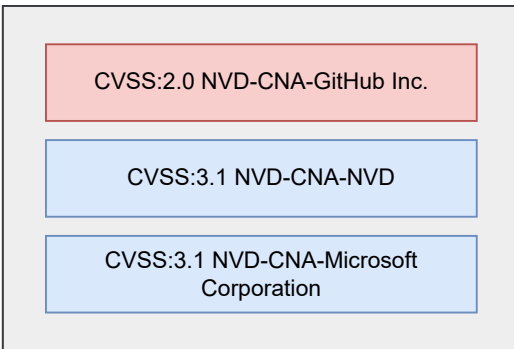 CVSS:2.0 NVD-CNA-GitHub Inc.
CVSS:3.1 NVD-CNA-NVD
CVSS:3.1 NVD-CNA-Microsoft
Corporation